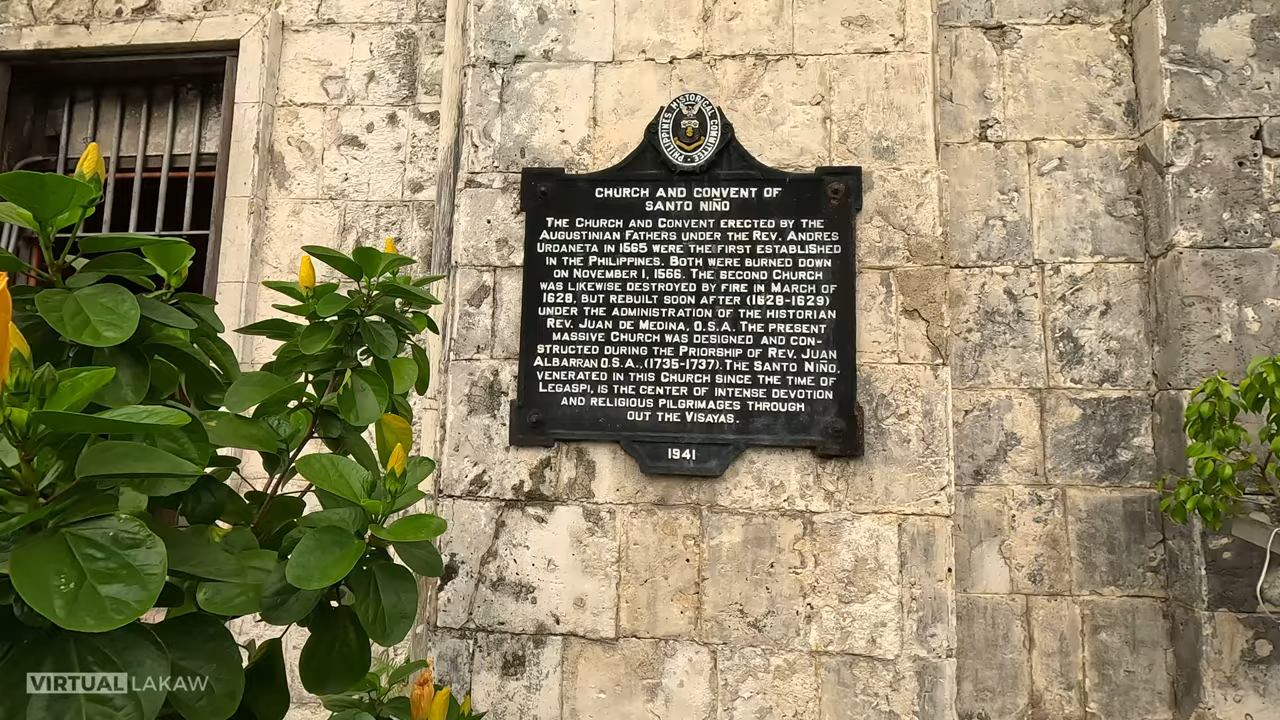 PHILIPPINES HISTORICAL COMMITTEE
CHURCH AND CONVENT OF
SANTO NIÑO
THE CHURCH AND CONVENT ERECTED BY THE
AUGUSTINIAN FATHERS UNDER THE REV. ANDRES
URDANETA IN 1565 WERE THE FIRST ESTABLISHED
IN THE PHILIPPINES. BOTH WERE BURNED DOWN
ON NOVEMBER 1, 1566. THE SECOND CHURCH
WAS LIKEWISE DESTROYED BY FIRE IN MARCH OF
1628, BUT REBUILT SOON AFTER (1628-1629)
UNDER THE ADMINISTRATION OF THE HISTORIAN
REV. JUAN DE MEDINA, O.S.A. THE PRESENT
MASSIVE CHURCH WAS DESIGNED AND CON-
STRUCTED DURING THE PRIORSHIP OF REV. JUAN
ALBARRAN O.S.A., (1735-1737). THE SANTO NIÑO,
VENERATED IN THIS CHURCH SINCE THE TIME OF
LEGASPI, IS THE CENTER OF INTENSE DEVOTION
AND RELIGIOUS PILGRIMAGES THROUGH
OUT THE VISAYAS.
1941
VIRTUALLAKAW